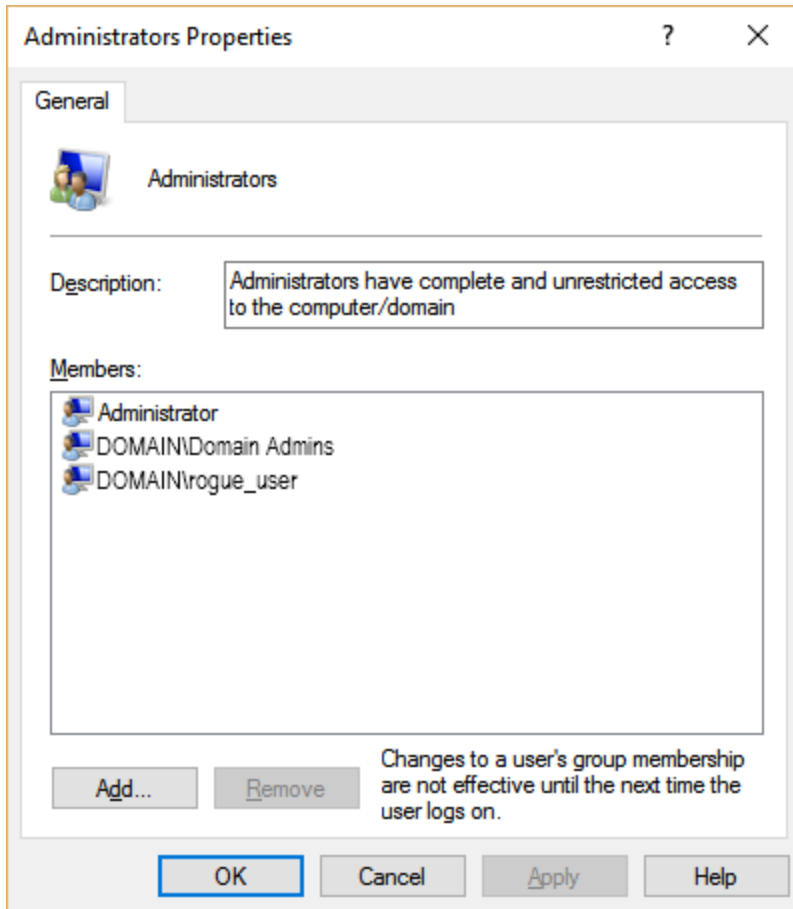 Administrators Properties
?
General
Administrators
Description:
Administrators have complete and unrestricted access
to the computer/domain
Members:
Administrator
DOMAIN\Domain Admins
DOMAIN\rogue_user
Add...
Remove
Changes to a user's group membership
are not effective until the next time the
user logs on.
OK
Cancel
Apply
Help